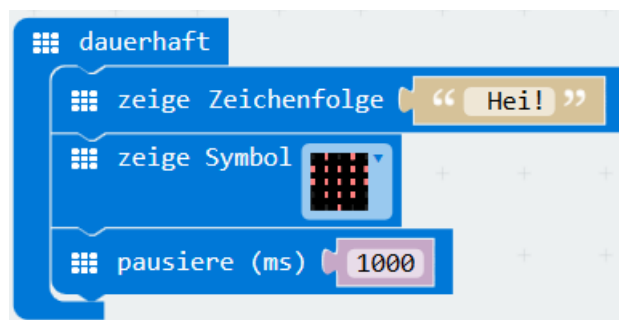 dauerhaft
zeige Zeichenfolge “ Hei! ”
zeige Symbol
pausiere (ms) 1000